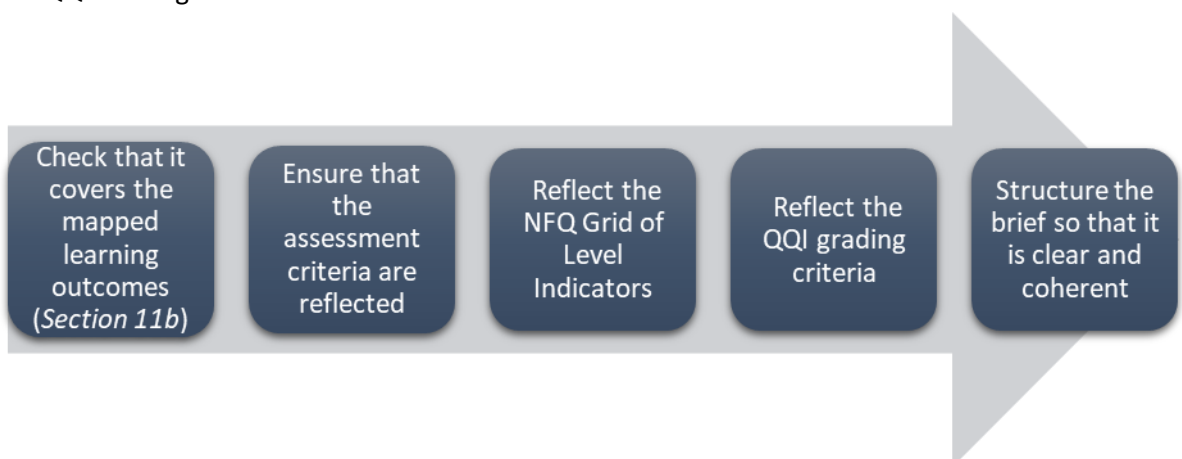 Check that it
covers the
mapped
learning
outcomes
(Section 11b)
Ensure that
the
assessment
criteria are
reflected
Reflect the
NFQ Grid of
Level
Indicators
Reflect the
QQI grading
criteria
Structure the
brief so that it
is clear and
coherent